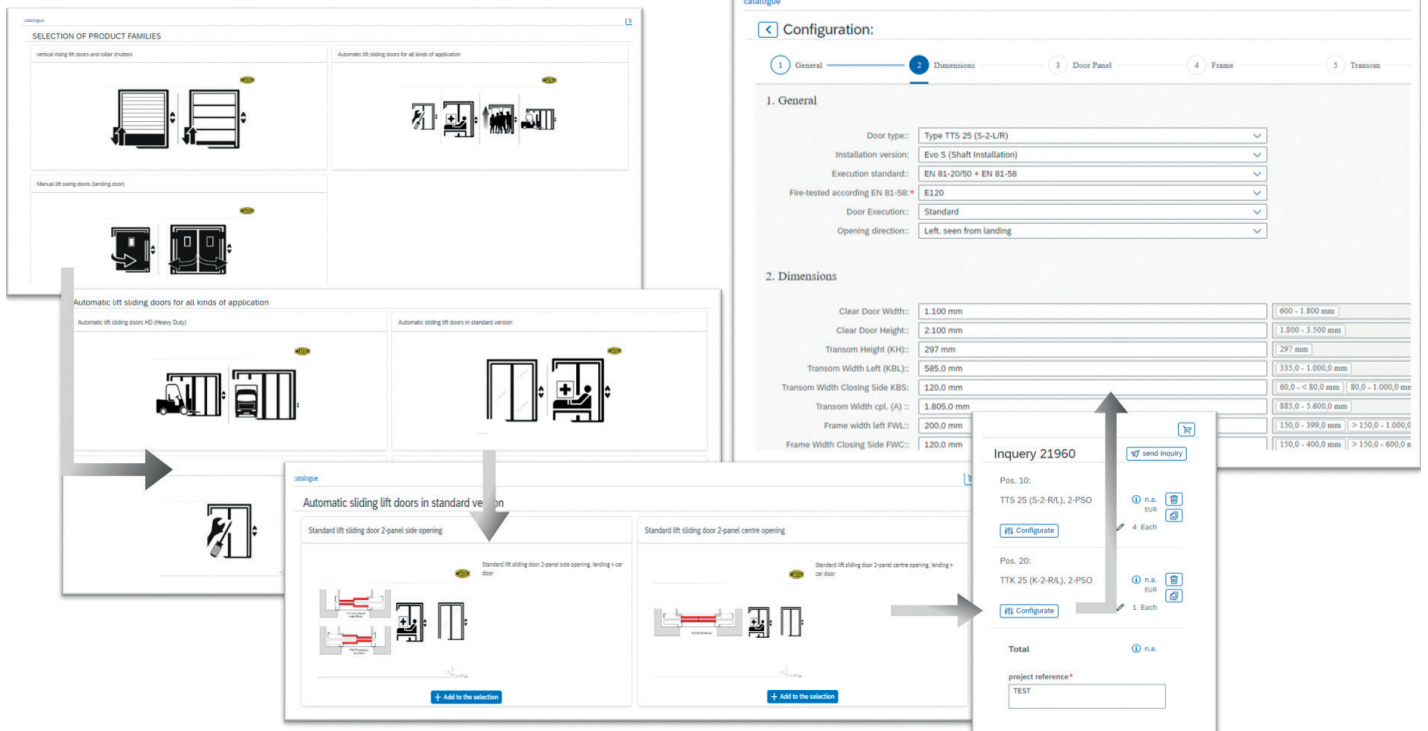 catalogue
SELECTION OF PRODUCT FAMILIES
vertical rising lift doors and roller shutters
Automatic lift sliding doors for all kinds of application
Manual lift swing doors (landing door)
Automatic lift sliding doors for all kinds of application
Automatic lift sliding doors HD (Heavy Duty)
Automatic sliding lift doors in standard version
catalogue
Automatic sliding lift doors in standard version
Standard lift sliding door 2-panel side opening
Standard lift sliding door 2-panel side opening, landing + car
door
+ Add to the selection
Standard lift sliding door 2-panel centre opening
Standard lift sliding door 2-panel centre opening, landing +
car door
+ Add to the selection
catalogue
Configuration:
1 General
2 Dimensions
3 Door Panel
4 Frame
5 Transom
1. General
Door type:: Type TTS 25 (S-2-L/R)
Installation version: Evo S (Shaft Installation)
Execution standard:: EN 81-20/50 + EN 81-58
Fire-tested according EN 81-58:* E120
Door Execution:: Standard
Opening direction:: Left, seen from landing
2. Dimensions
Clear Door Width:: 1.100 mm 600 - 1.800 mm
Clear Door Height:: 2.100 mm 1.800 - 3.500 mm
Transom Height (KH):: 297 mm 297 mm
Transom Width Left (KBL):: 585.0 mm 335,0 - 1.000,0 mm
Transom Width Closing Side KBS: 120.0 mm 60,0 - < 80,0 mm 80,0 - 1.000,0 mm
Transom Width cpl. (A) :: 1.805.0 mm 885,0 - 5.600,0 mm
Frame width left FWL:: 200.0 mm 150,0 - 399,0 mm > 150,0 - 1.000,0
Frame Width Closing Side FWC:: 120.0 mm 150,0 - 400,0 mm > 150,0 - 600,0 m
Inquery 21960
send inquiry
Pos. 10:
TTS 25 (S-2-R/L), 2-PSO
n.a.
EUR
Configurate
4 Each
Pos. 20:
TTK 25 (K-2-R/L), 2-PSO
n.a.
EUR
Configurate
1 Each
Total n.a.
project reference*
TEST